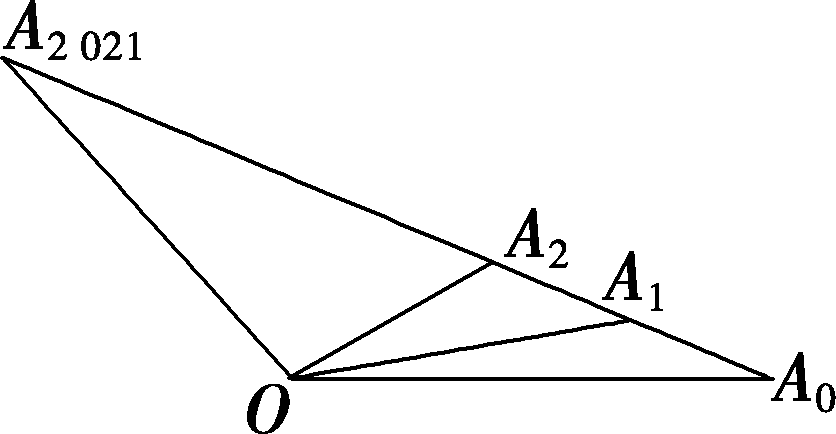 A₂ ₀₂₁
A₂
A₁
A₀
O